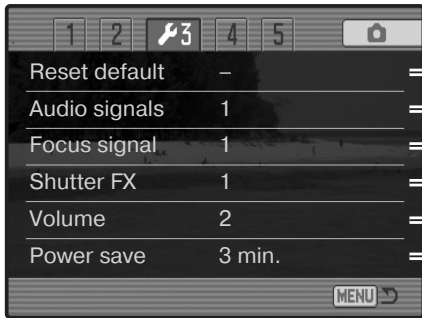 1 2 3 4 5
Reset default –
Audio signals 1
Focus signal 1
Shutter FX 1
Volume 2
Power save 3 min.
MENU